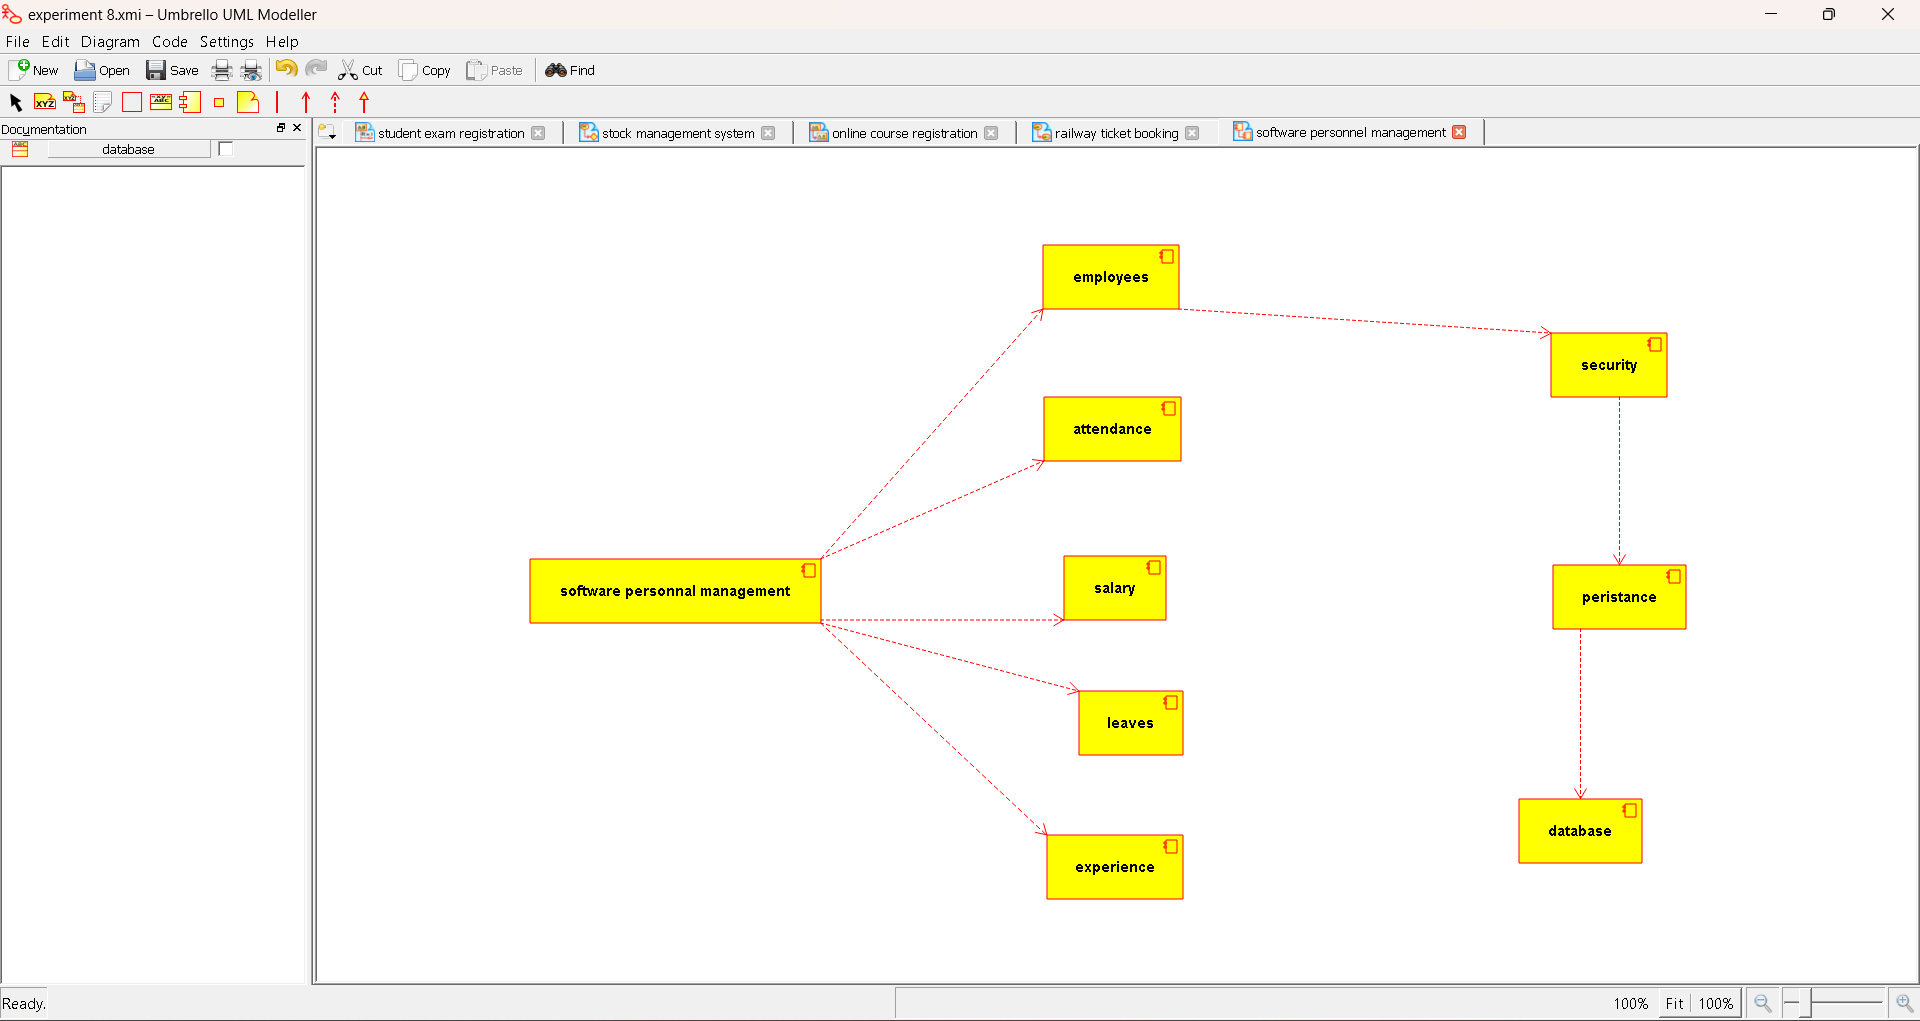 experiment 8.xmi – Umbrello UML Modeller
File Edit Diagram Code Settings Help
New Open Save Cut Copy Paste Find
XYZ
Documentation
database
student exam registration
stock management system
online course registration
railway ticket booking
software personnel management
employees
security
attendance
software personnal management
salary
peristance
leaves
database
experience
Ready.
100% Fit 100%